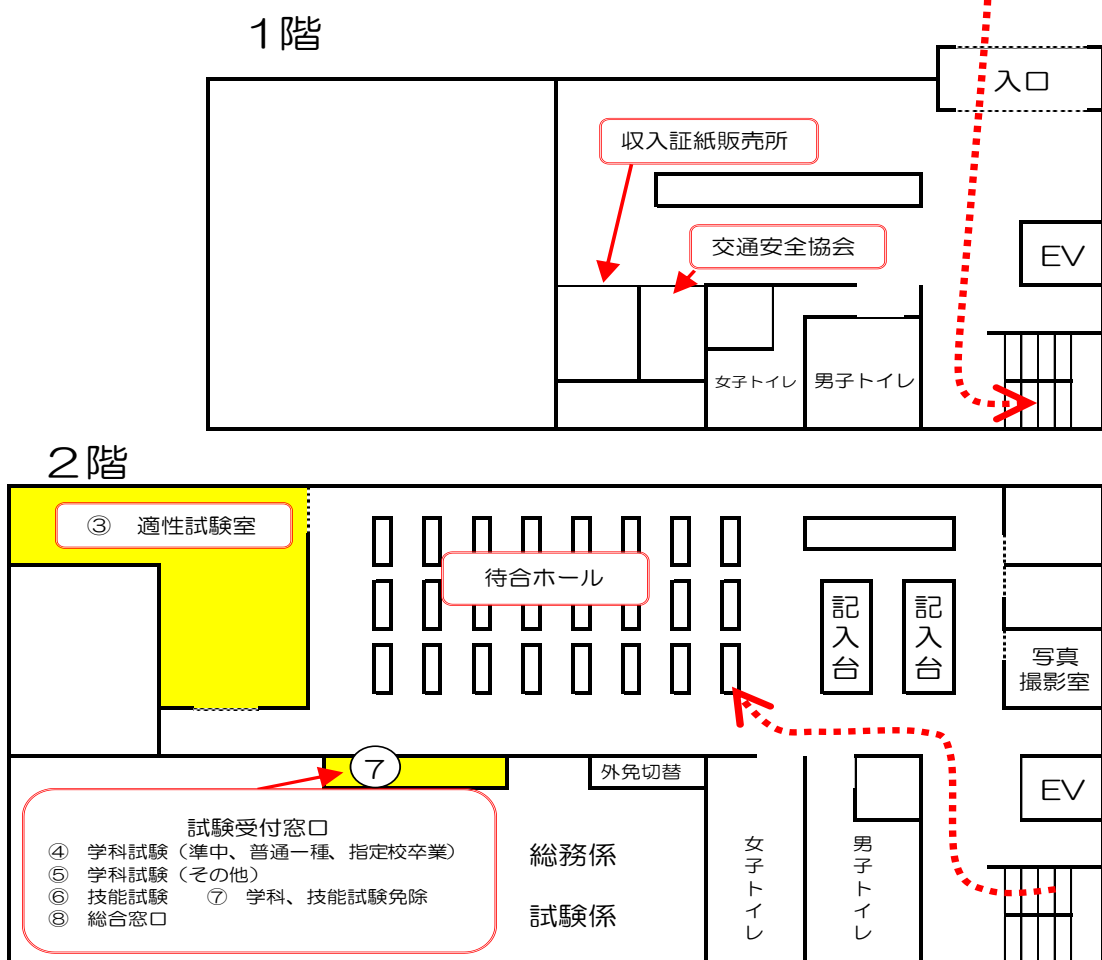 1階
入口
収入証紙販売所
交通安全協会
EV
女子トイレ
男子トイレ
2階
③ 適性試験室
待合ホール
記入台
記入台
写真
撮影室
⑦
外免切替
EV
試験受付窓口
④ 学科試験(準中、普通一種、指定校卒業)
⑤ 学科試験(その他)
⑥ 技能試験 ⑦ 学科、技能試験免除
⑧ 総合窓口
総務係
試験係
女子トイレ
男子トイレ